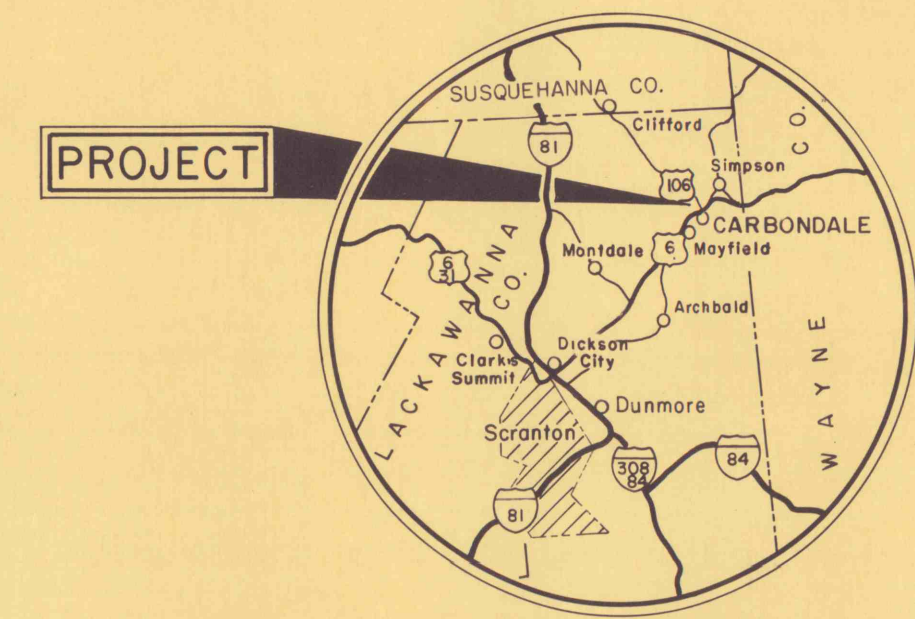 SUSQUEHANNA CO.
Clifford
81
Simpson
CO.
PROJECT
106
CARBONDALE
6
Mayfield
Montdale
6
31
LACKAWANNA CO.
Archbald
Clark's
Summit
Dickson
City
Dunmore
Scranton
WAYNE
308
84
84
81